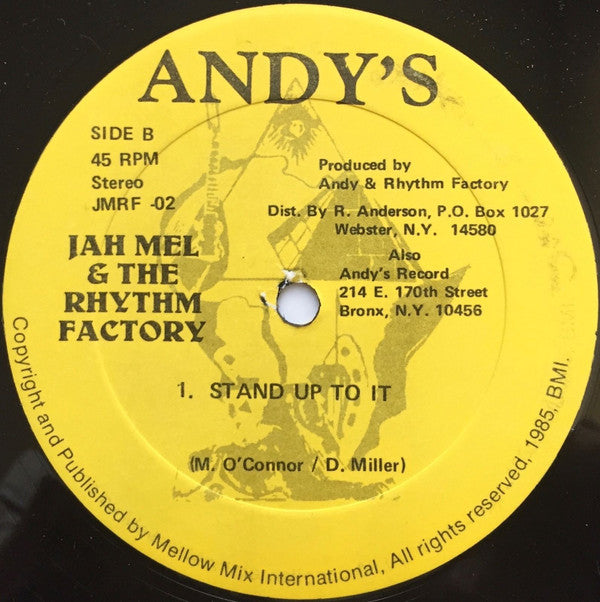 ANDY'S
SIDE B
45 RPM
Stereo
JMRF -02
Produced by
Andy & Rhythm Factory
Dist. By R. Anderson, P.O. Box 1027
Webster, N.Y. 14580
Also
Andy's Record
214 E. 170th Street
Bronx, N.Y. 10456
JAH MEL
& THE
RHYTHM
FACTORY
1. STAND UP TO IT
(M. O'Connor / D. Miller)
Copyright and Published by Mellow Mix International, All rights reserved, 1985, BMI.